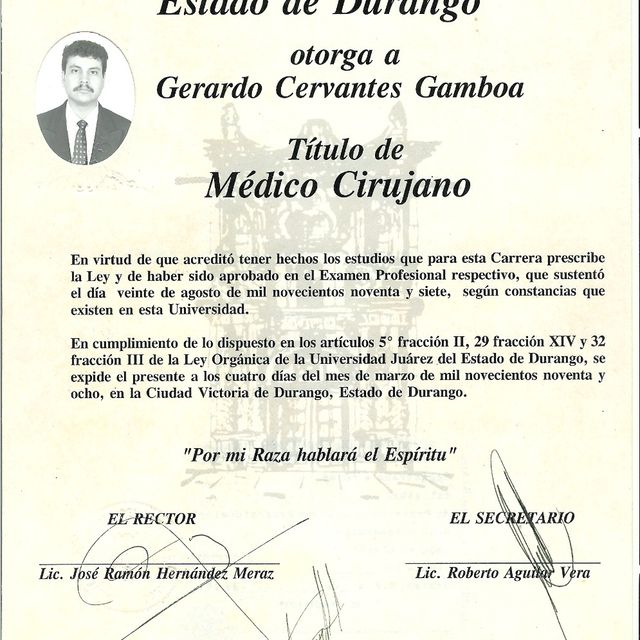 Estado de Durango
otorga a
Gerardo Cervantes Gamboa
Título de
Médico Cirujano
En virtud de que acreditó tener hechos los estudios que para esta Carrera prescribe
la Ley y de haber sido aprobado en el Examen Profesional respectivo, que sustentó
el día veinte de agosto de mil novecientos noventa y siete, según constancias que
existen en esta Universidad.
En cumplimiento de lo dispuesto en los artículos 5° fracción II, 29 fracción XIV y 32
fracción III de la Ley Orgánica de la Universidad Juárez del Estado de Durango, se
expide el presente a los cuatro días del mes de marzo de mil novecientos noventa y
ocho, en la Ciudad Victoria de Durango, Estado de Durango.
"Por mi Raza hablará el Espíritu"
EL RECTOR
EL SECRETARIO
Lic. José Ramón Hernández Meraz
Lic. Roberto Aguilar Vera